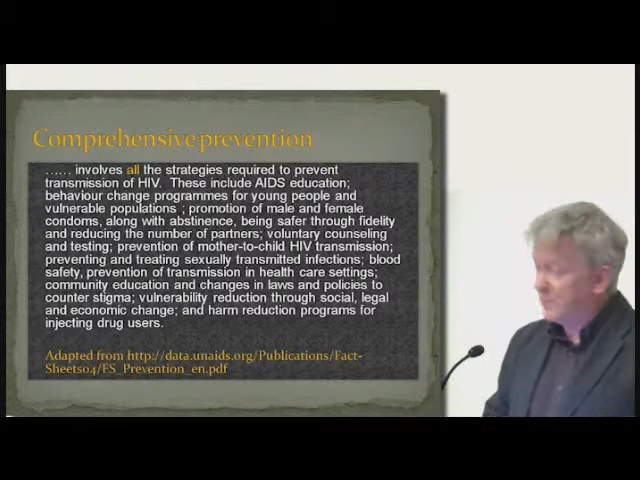 Comprehensive prevention
…… involves all the strategies required to prevent
transmission of HIV. These include AIDS education;
behaviour change programmes for young people and
vulnerable populations ; promotion of male and female
condoms, along with abstinence, being safer through fidelity
and reducing the number of partners; voluntary counseling
and testing; prevention of mother-to-child HIV transmission;
preventing and treating sexually transmitted infections; blood
safety, prevention of transmission in health care settings;
community education and changes in laws and policies to
counter stigma; vulnerability reduction through social, legal
and economic change; and harm reduction programs for
injecting drug users.
Adapted from http://data.unaids.org/Publications/Fact-
Sheets04/FS_Prevention_en.pdf